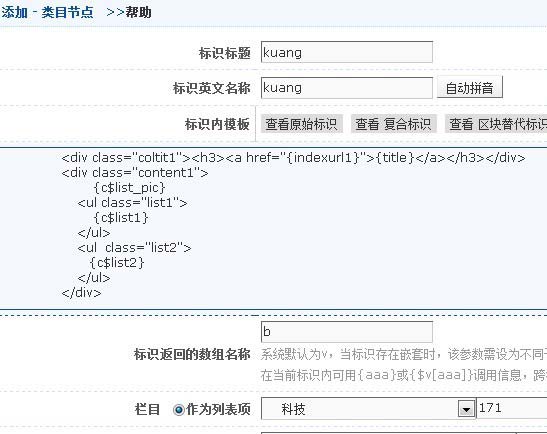 添加 - 类目节点 >>帮助
标识标题 kuang
标识英文名称 kuang 自动拼音
标识内模板 查看原始标识 查看 复合标识 查看 区块替代标识
<div class="coltit1"><h3><a href="{indexurl1}">{title}</a></h3></div>
<div class="content1">
{c$list_pic}
<ul class="list1">
{c$list1}
</ul>
<ul class="list2">
{c$list2}
</ul>
</div>
b
标识返回的数组名称 系统默认为v，当标识存在嵌套时，该参数需设为不同于
在当前标识内可用{aaa}或{$v[aaa]}调用信息，跨
栏目 作为列表项 科技 171